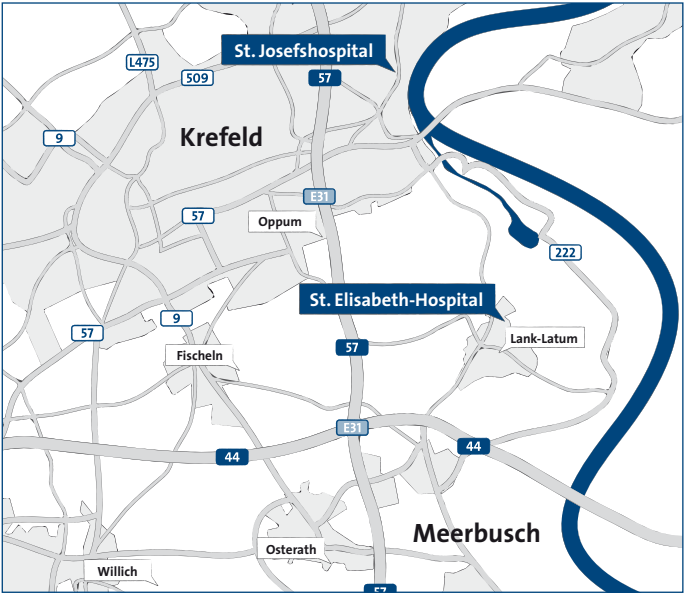 St. Josefshospital
L475
509
57
9
Krefeld
E31
57
Oppum
222
St. Elisabeth-Hospital
9
57
Lank-Latum
57
Fischeln
E31
44
44
Meerbusch
Osterath
Willich
57